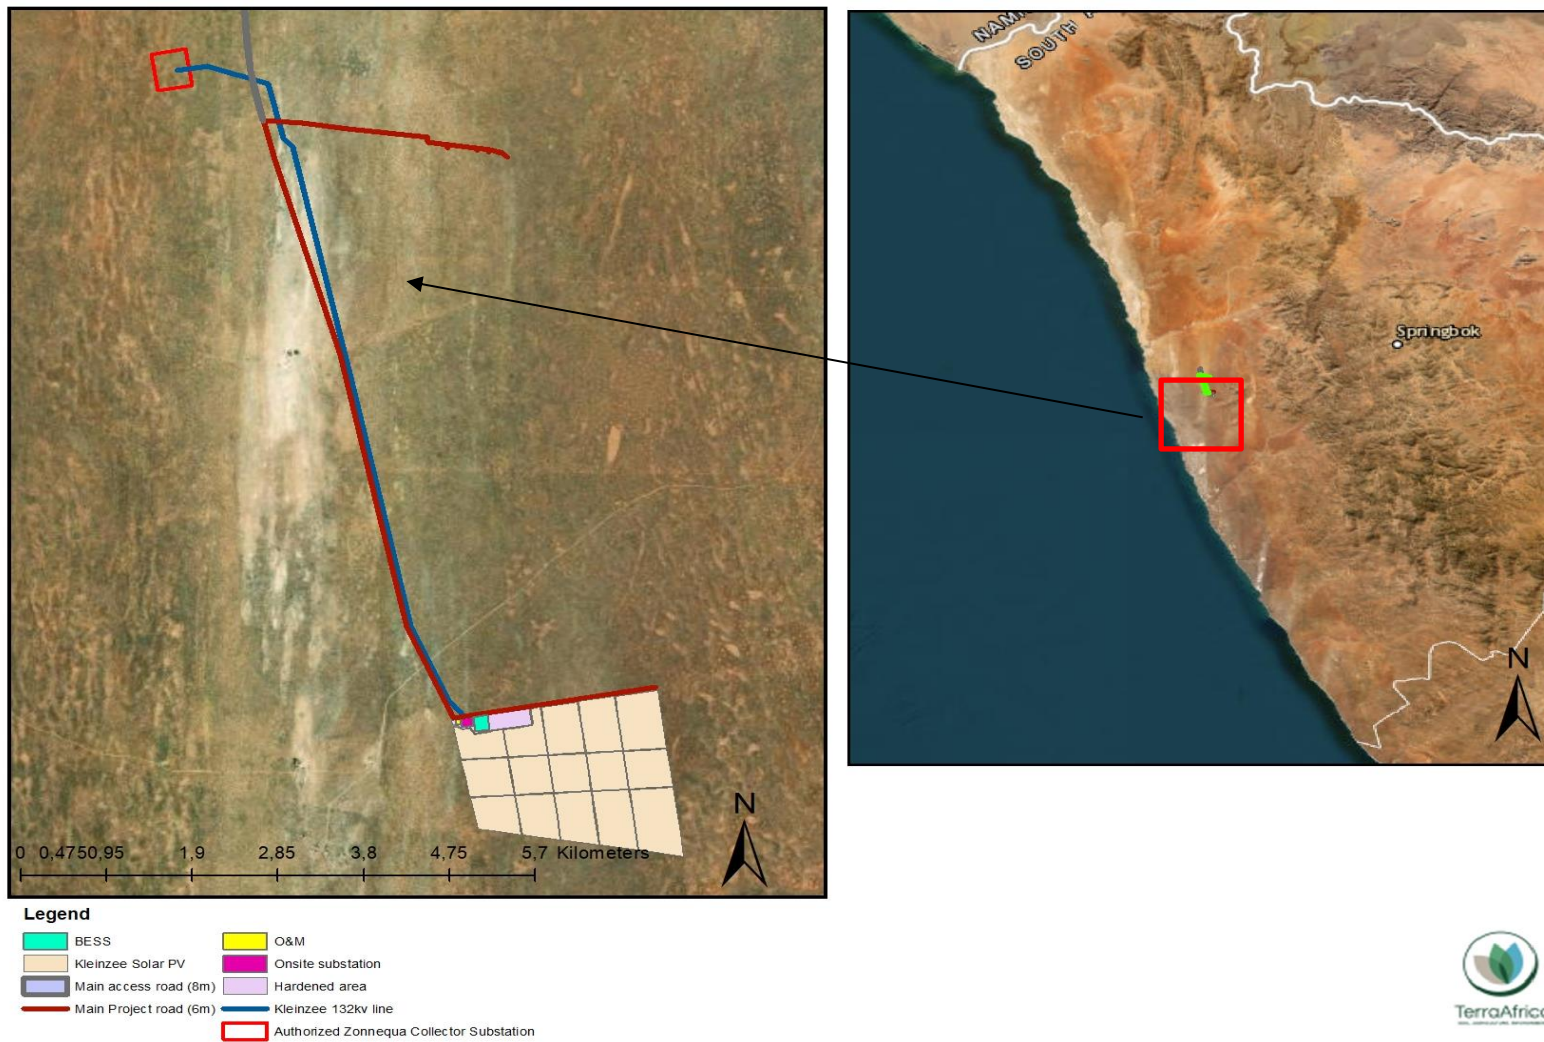 NAMI
SOUTH
Springbok
N
N
0 0,4750,95 1,9 2,85 3,8 4,75 5,7 Kilometers
Legend
BESS
O&M
Kleinzee Solar PV
Onsite substation
Main access road (8m)
Hardened area
Main Project road (6m)
Kleinzee 132kv line
Authorized Zonnequa Collector Substation
TerraAfrica